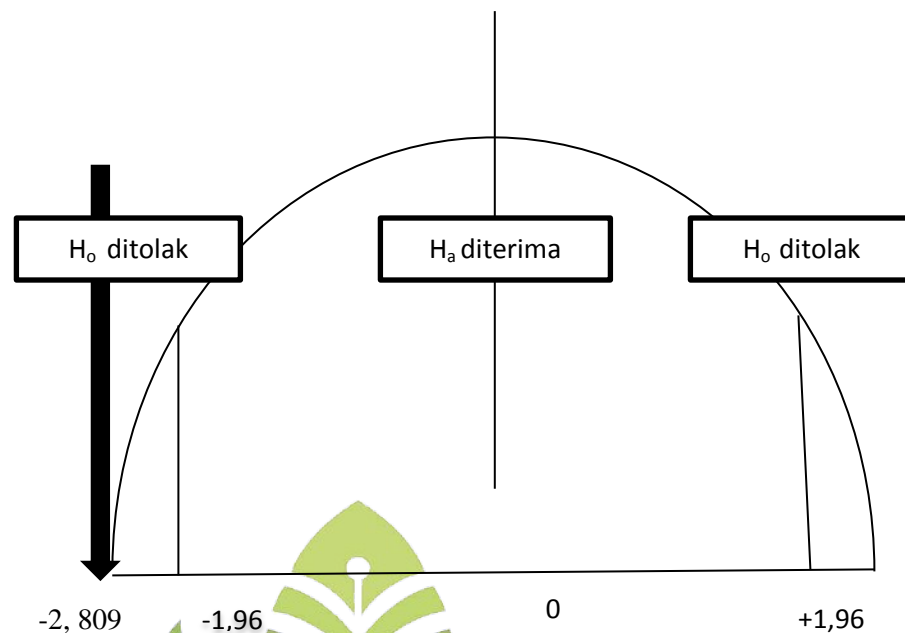 Ho ditolak
Ha diterima
Ho ditolak
-2, 809
-1,96
0
+1,96